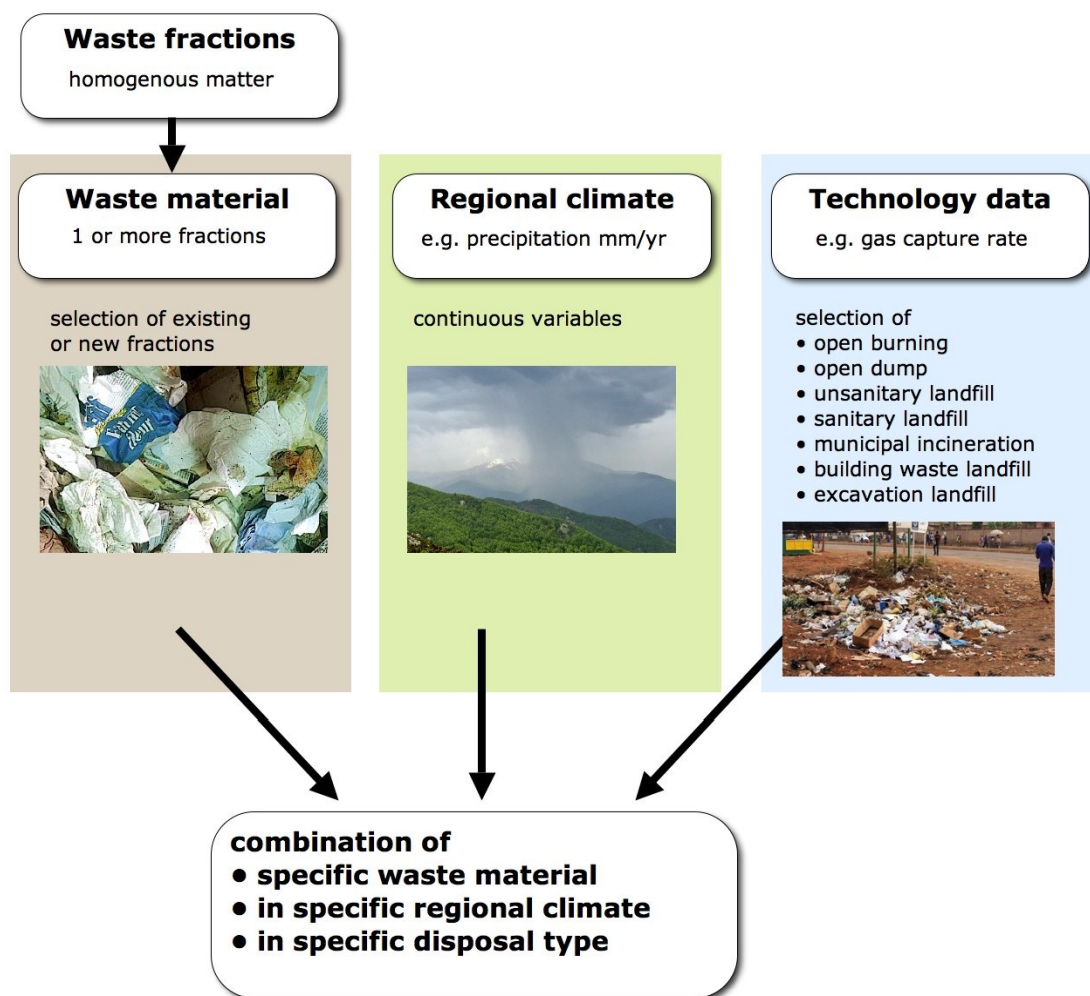 Waste fractions
homogenous matter
Waste material
1 or more fractions
selection of existing
or new fractions
Regional climate
e.g. precipitation mm/yr
continuous variables
Technology data
e.g. gas capture rate
selection of
• open burning
• open dump
• unsanitary landfill
• sanitary landfill
• municipal incineration
• building waste landfill
• excavation landfill
combination of
• specific waste material
• in specific regional climate
• in specific disposal type